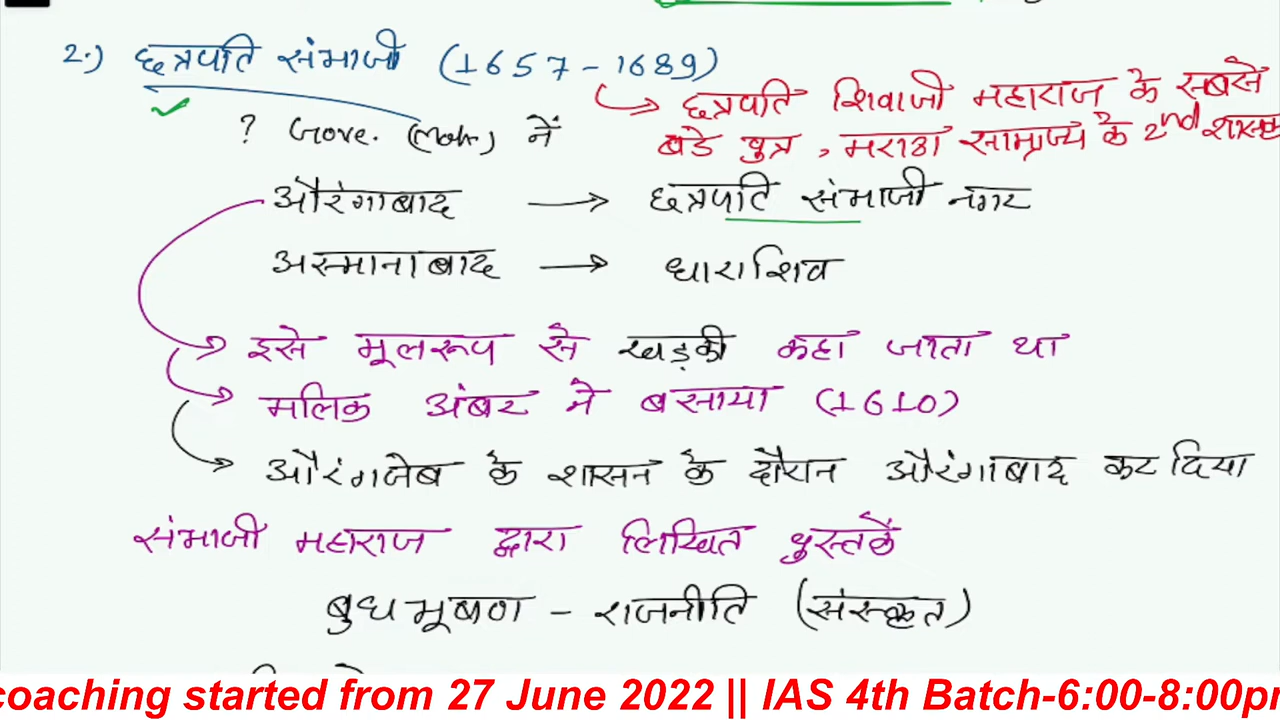 2.) छत्रपति संभाजी (1657-1689)
↳ छत्रपति शिवाजी महाराज के सबसे
बडे पुत्र, मराठा साम्राज्य के 2nd शासक
? Gove. (Mah.) नें
औरंगाबाद → छत्रपति संभाजी नगर
अस्मानाबाद → धाराशिव
इसे मूलरूप से खड़की कहा जाता था
मलिक अंबर ने बसाया (1610)
औरंगजेब के शासन के दौरान औरंगाबाद कर दिया
संभाजी महाराज द्वारा लिखित पुस्तकें
बुधभूषण - राजनीति (संस्कृत)
coaching started from 27 June 2022 || IAS 4th Batch-6:00-8:00pm